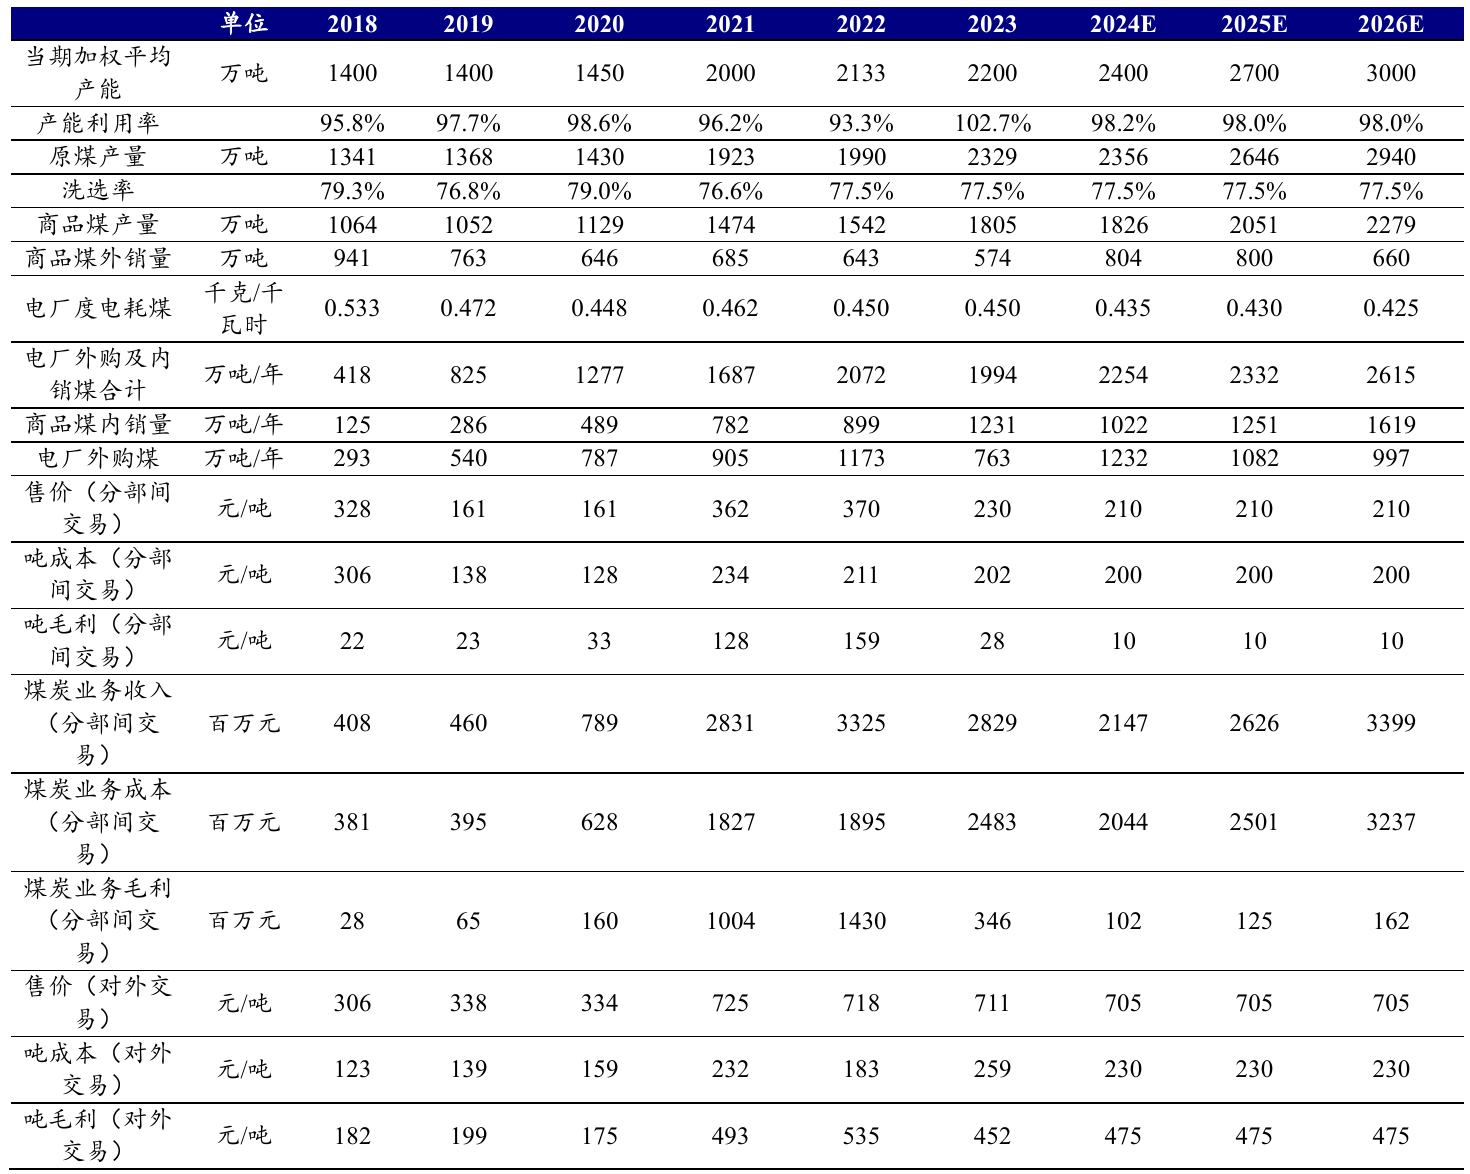 单位 2018 2019 2020 2021 2022 2023 2024E 2025E 2026E
当期加权平均
产能 万吨 1400 1400 1450 2000 2133 2200 2400 2700 3000
产能利用率 95.8% 97.7% 98.6% 96.2% 93.3% 102.7% 98.2% 98.0% 98.0%
原煤产量 万吨 1341 1368 1430 1923 1990 2329 2356 2646 2940
洗选率 79.3% 76.8% 79.0% 76.6% 77.5% 77.5% 77.5% 77.5% 77.5%
商品煤产量 万吨 1064 1052 1129 1474 1542 1805 1826 2051 2279
商品煤外销量 万吨 941 763 646 685 643 574 804 800 660
电厂度电耗煤 千克/千
瓦时 0.533 0.472 0.448 0.462 0.450 0.450 0.435 0.430 0.425
电厂外购及内
销煤合计 万吨/年 418 825 1277 1687 2072 1994 2254 2332 2615
商品煤内销量 万吨/年 125 286 489 782 899 1231 1022 1251 1619
电厂外购煤 万吨/年 293 540 787 905 1173 763 1232 1082 997
售价（分部间
交易） 元/吨 328 161 161 362 370 230 210 210 210
吨成本（分部
间交易） 元/吨 306 138 128 234 211 202 200 200 200
吨毛利（分部
间交易） 元/吨 22 23 33 128 159 28 10 10 10
煤炭业务收入
（分部间交
易） 百万元 408 460 789 2831 3325 2829 2147 2626 3399
煤炭业务成本
（分部间交
易） 百万元 381 395 628 1827 1895 2483 2044 2501 3237
煤炭业务毛利
（分部间交
易） 百万元 28 65 160 1004 1430 346 102 125 162
售价（对外交
易） 元/吨 306 338 334 725 718 711 705 705 705
吨成本（对外
交易） 元/吨 123 139 159 232 183 259 230 230 230
吨毛利（对外
交易） 元/吨 182 199 175 493 535 452 475 475 475